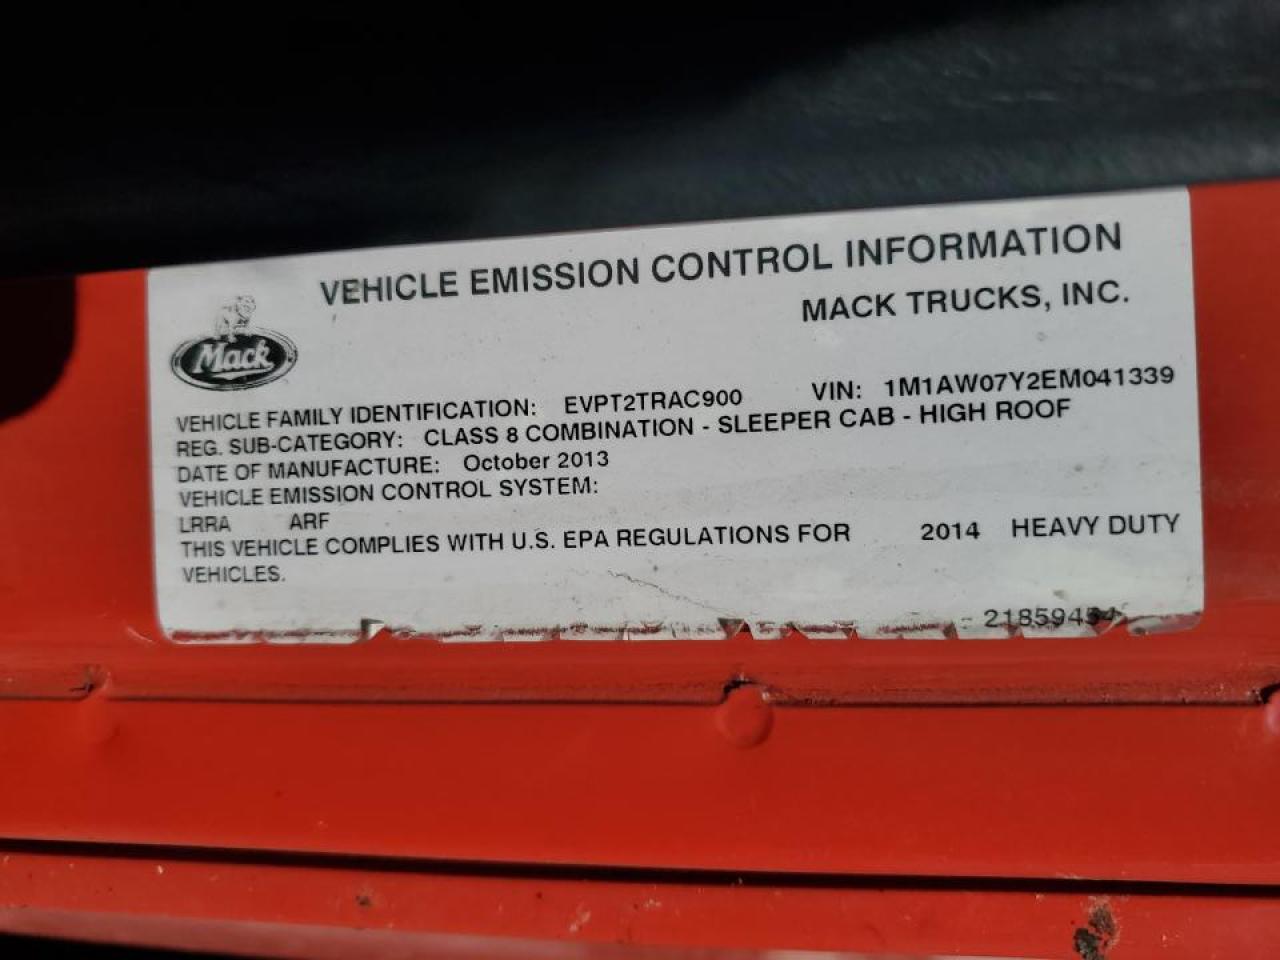 VEHICLE EMISSION CONTROL INFORMATION
MACK TRUCKS, INC.
Mack
VEHICLE FAMILY IDENTIFICATION: EVPT2TRAC900 VIN: 1M1AW07Y2EM041339
REG. SUB-CATEGORY: CLASS 8 COMBINATION - SLEEPER CAB - HIGH ROOF
DATE OF MANUFACTURE: October 2013
VEHICLE EMISSION CONTROL SYSTEM:
LRRA ARF
THIS VEHICLE COMPLIES WITH U.S. EPA REGULATIONS FOR 2014 HEAVY DUTY
VEHICLES.
21859454